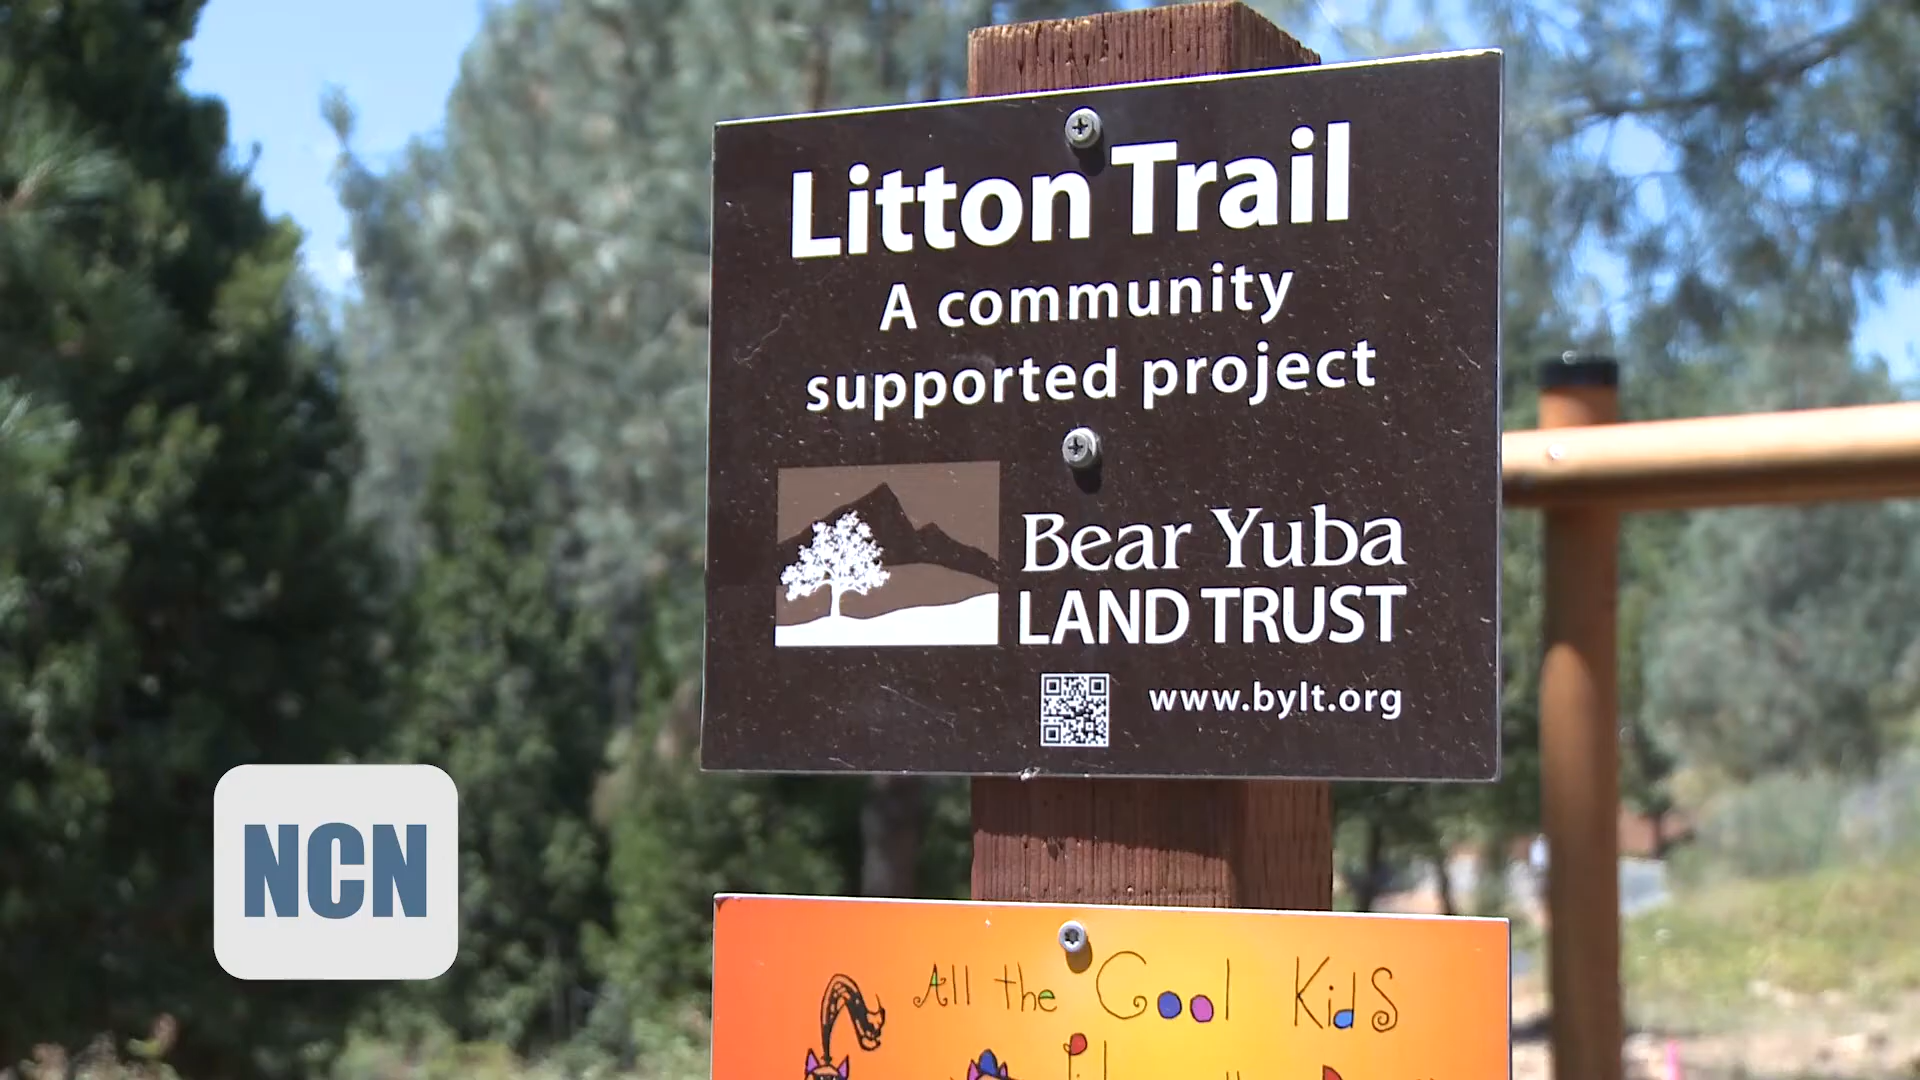 Litton Trail
A community
supported project
Bear Yuba
LAND TRUST
www.bylt.org
NCN
All the Cool Kids